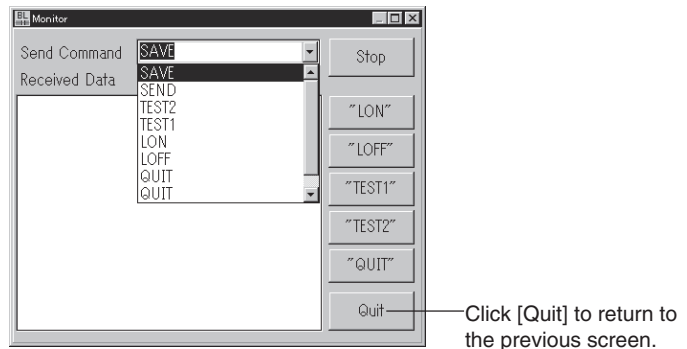 BL
Monitor
Send Command
SAVE
Stop
Received Data
SAVE
SEND
TEST2
TEST1
LON
LOFF
QUIT
QUIT
"LON"
"LOFF"
"TEST1"
"TEST2"
"QUIT"
Quit
Click [Quit] to return to
the previous screen.